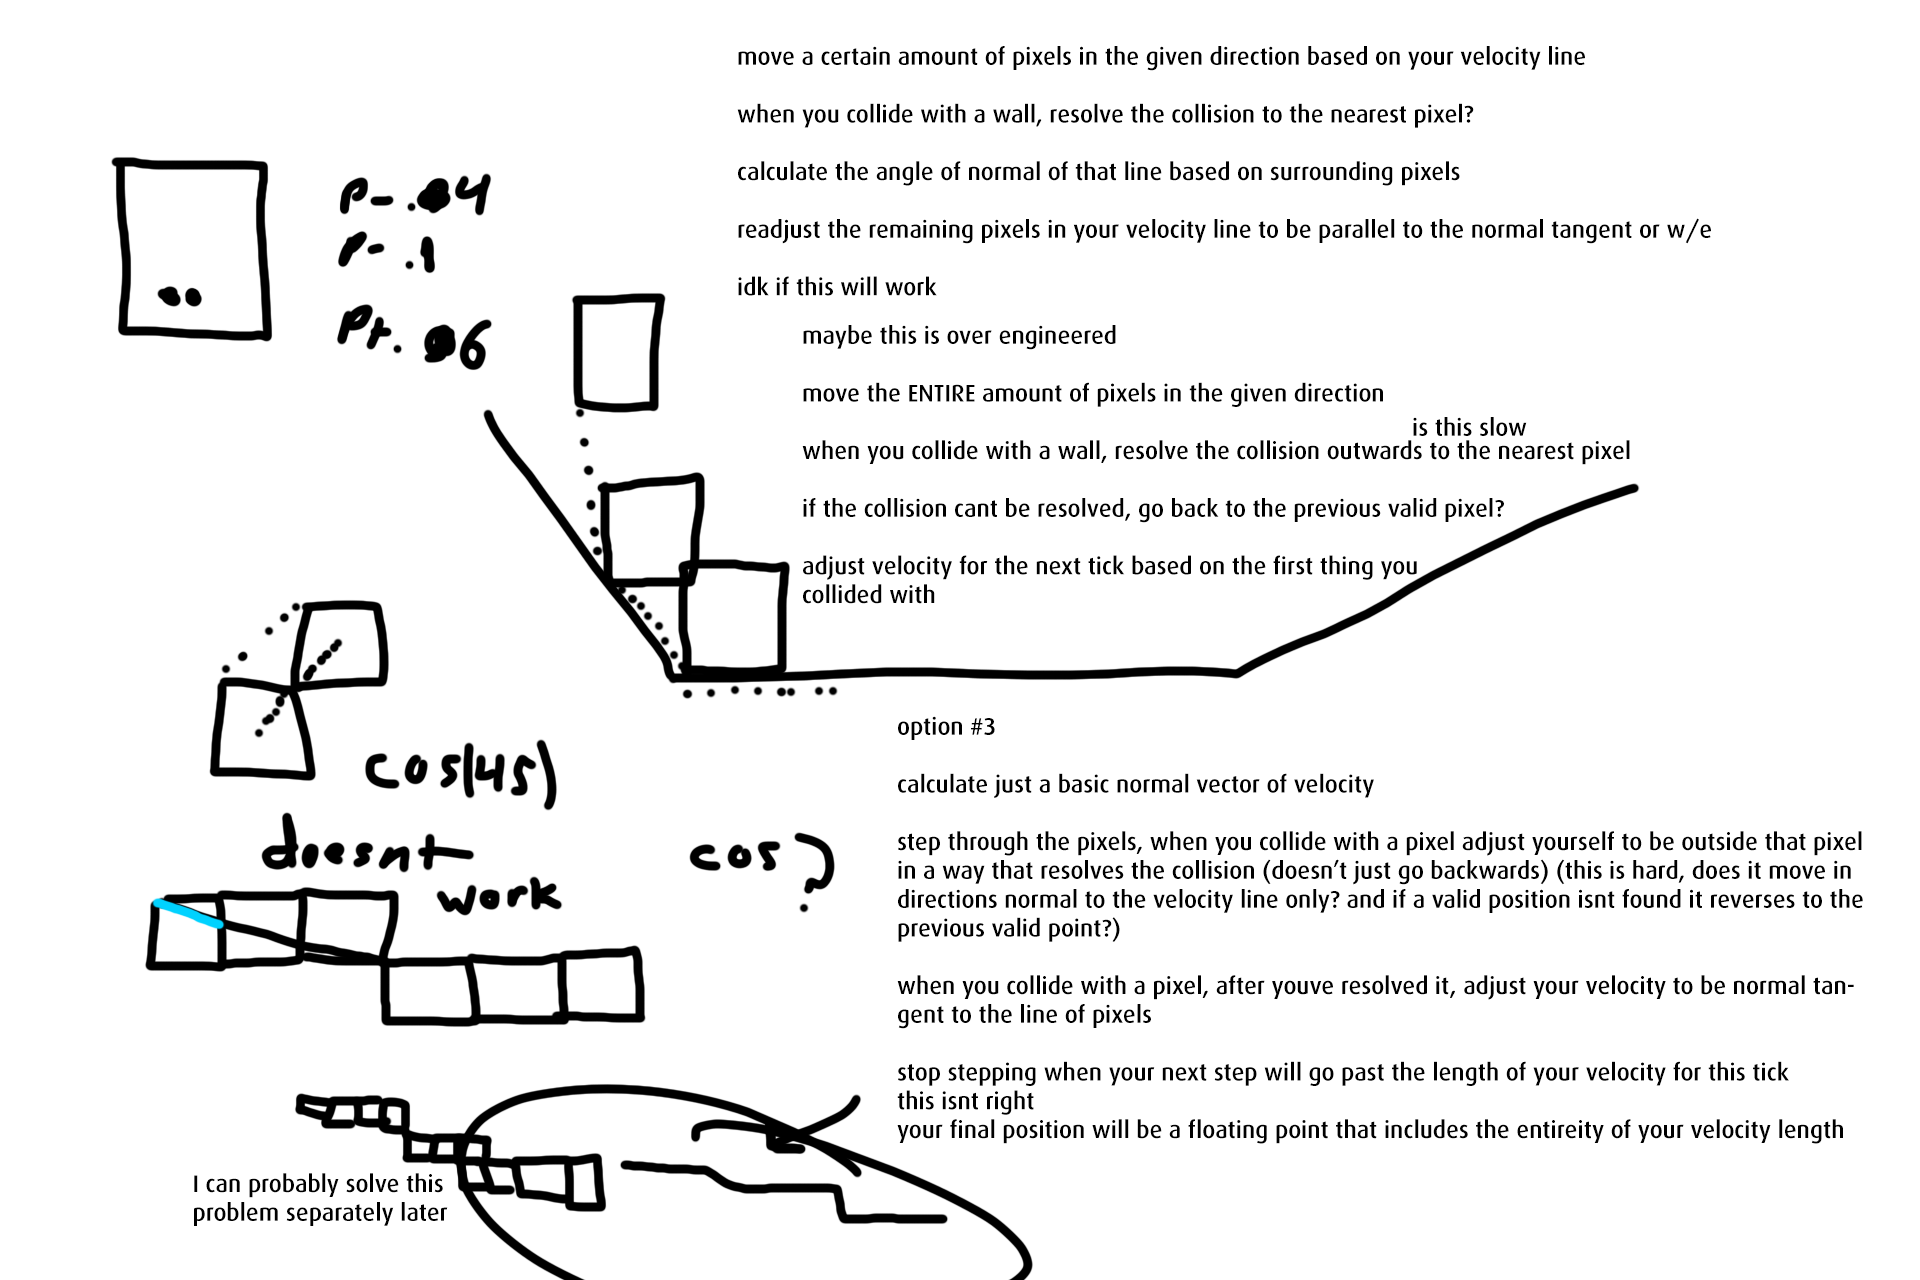 move a certain amount of pixels in the given direction based on your velocity line
when you collide with a wall, resolve the collision to the nearest pixel?
calculate the angle of normal of that line based on surrounding pixels
readjust the remaining pixels in your velocity line to be parallel to the normal tangent or w/e
idk if this will work
P- .4
P- .1
P+. 6
maybe this is over engineered
move the ENTIRE amount of pixels in the given direction
is this slow
when you collide with a wall, resolve the collision outwards to the nearest pixel
if the collision cant be resolved, go back to the previous valid pixel?
adjust velocity for the next tick based on the first thing you
collided with
cos(45)
doesnt
work
cos?
option #3
calculate just a basic normal vector of velocity
step through the pixels, when you collide with a pixel adjust yourself to be outside that pixel
in a way that resolves the collision (doesn't just go backwards) (this is hard, does it move in
directions normal to the velocity line only? and if a valid position isnt found it reverses to the
previous valid point?)
when you collide with a pixel, after youve resolved it, adjust your velocity to be normal tan-
gent to the line of pixels
stop stepping when your next step will go past the length of your velocity for this tick
this isnt right
your final position will be a floating point that includes the entireity of your velocity length
I can probably solve this
problem separately later